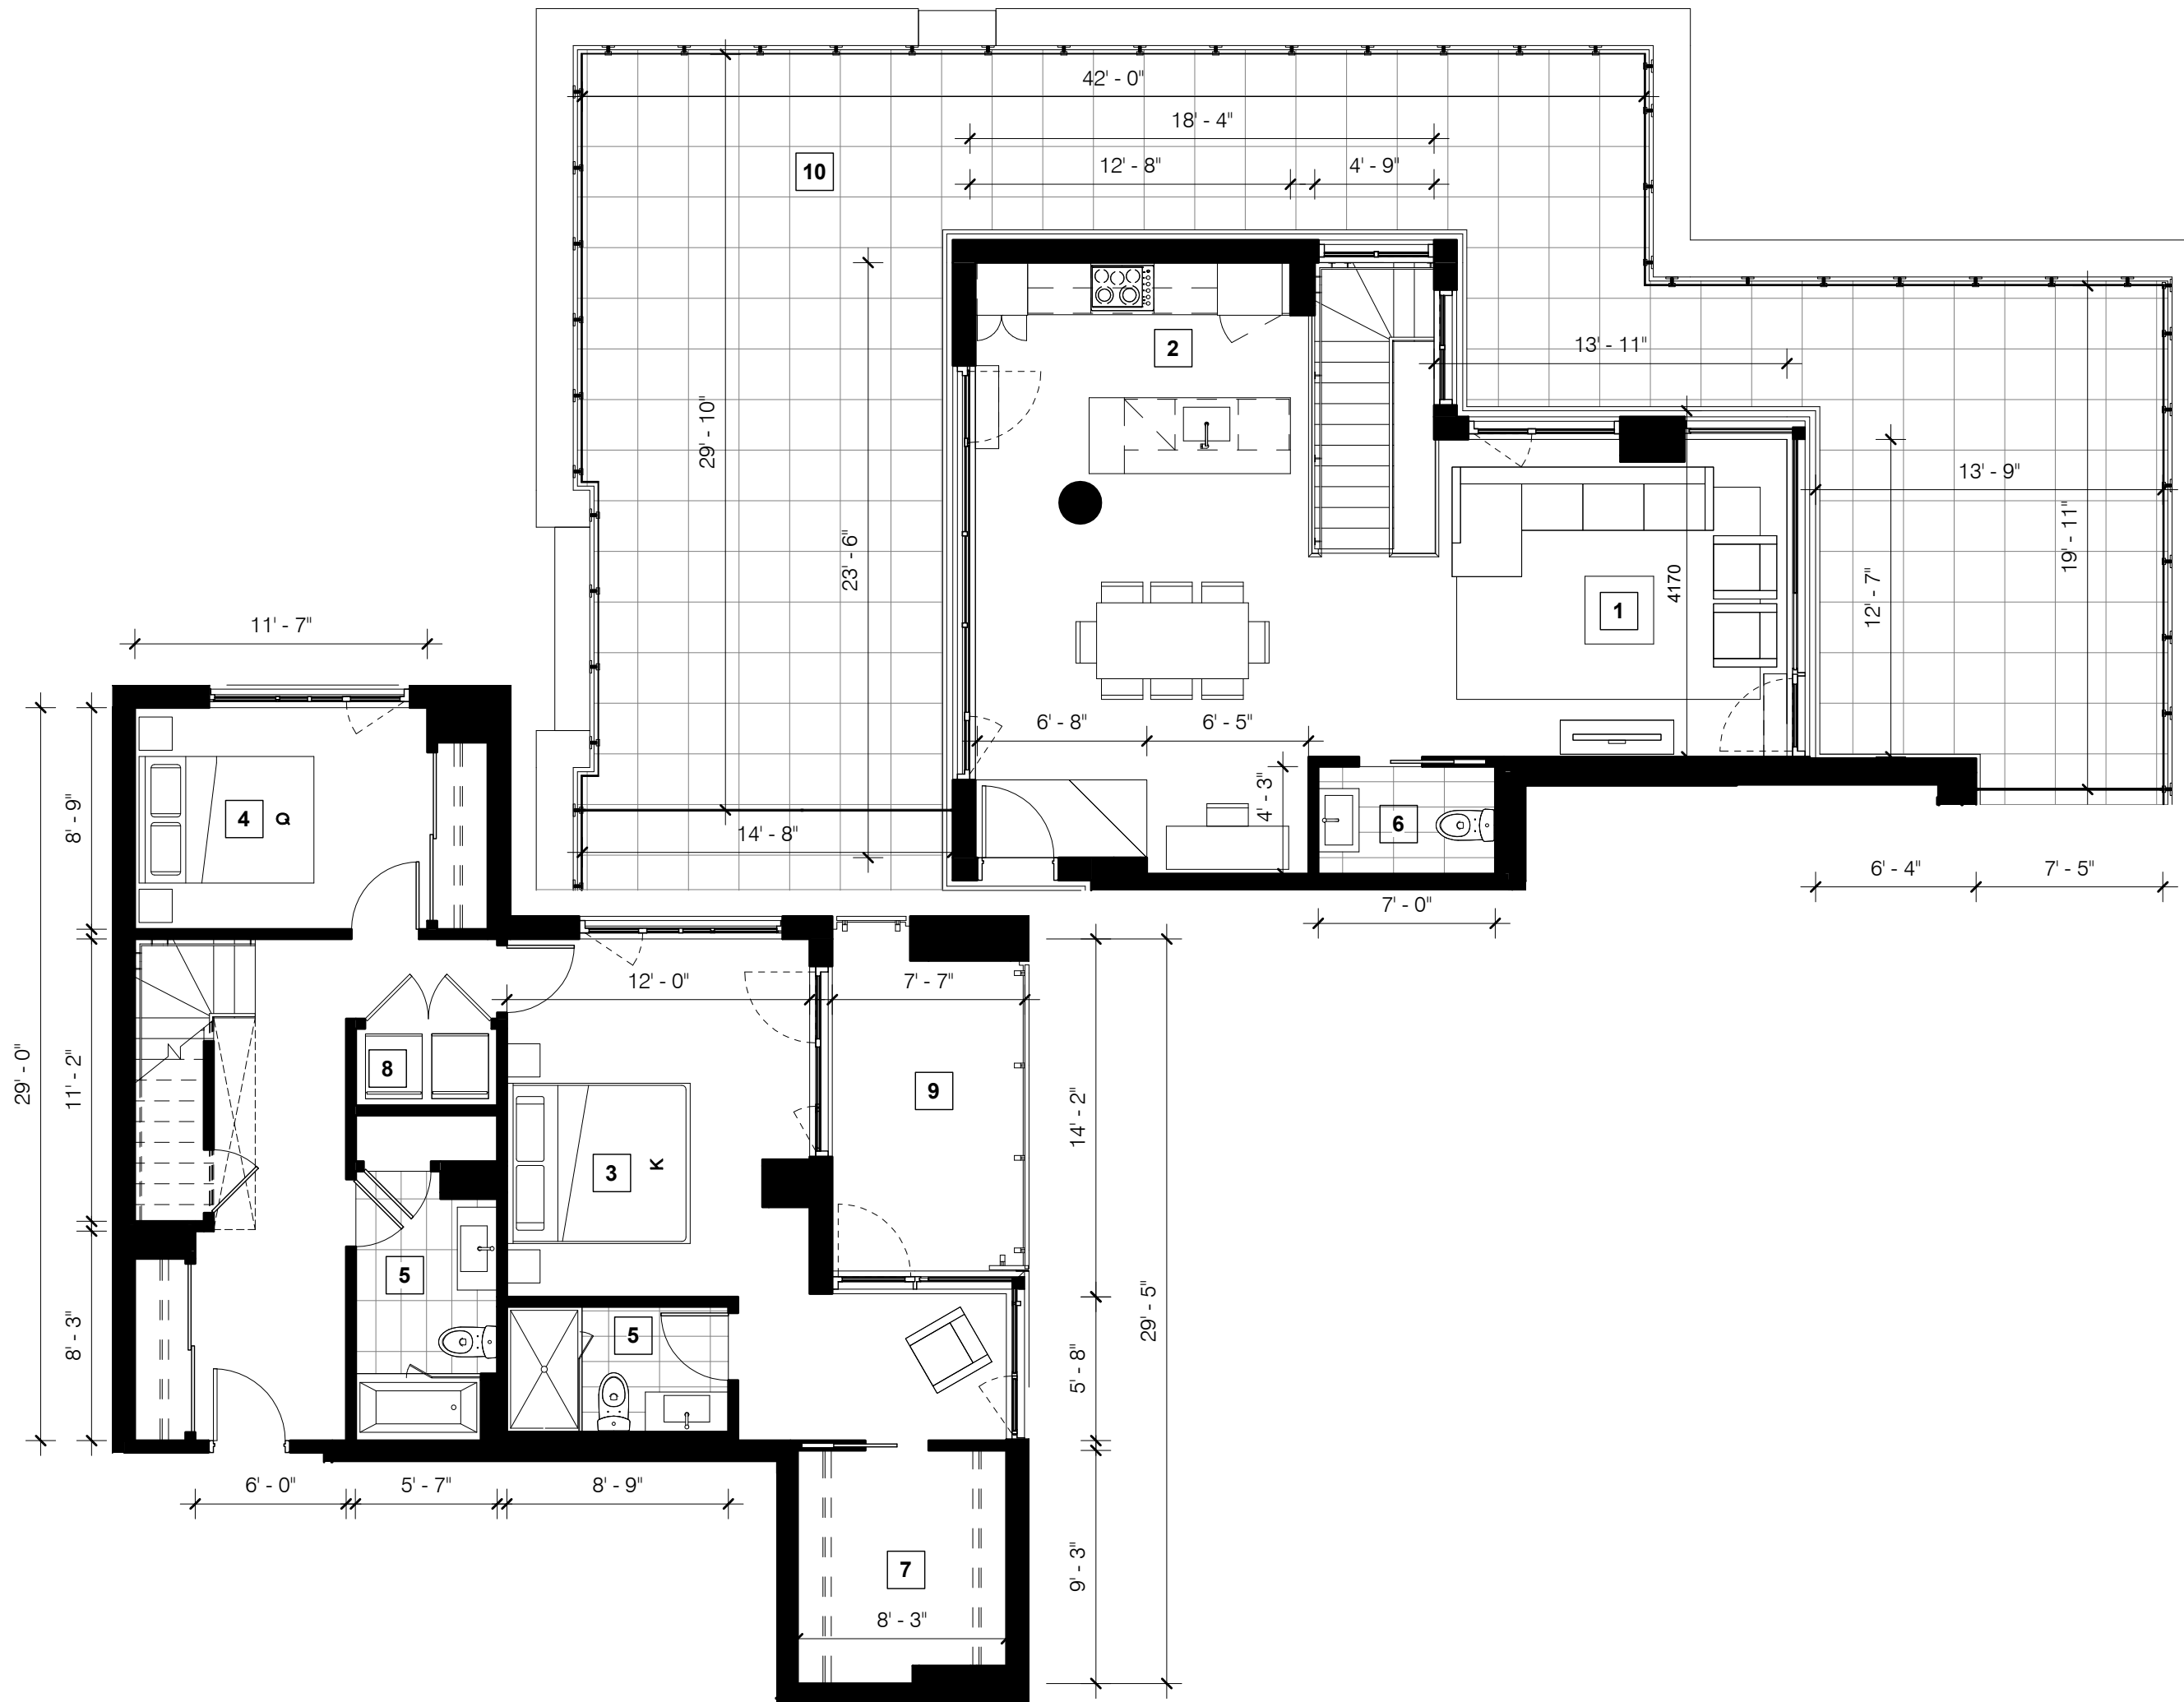 42' - 0"
18' - 4"
12' - 8"
4' - 9"
10
2
13' - 11"
29' - 10"
13' - 9"
19' - 11"
23' - 6"
4170
12' - 7"
1
11' - 7"
6' - 8"
6' - 5"
4' - 3"
8' - 9"
4
Q
14' - 8"
6
6' - 4"
7' - 5"
7' - 0"
12' - 0"
7' - 7"
29' - 0"
11' - 2"
8
9
14' - 2"
3
K
29' - 5"
5
5
8' - 3"
5' - 8"
6' - 0"
5' - 7"
8' - 9"
7
9' - 3"
8' - 3"